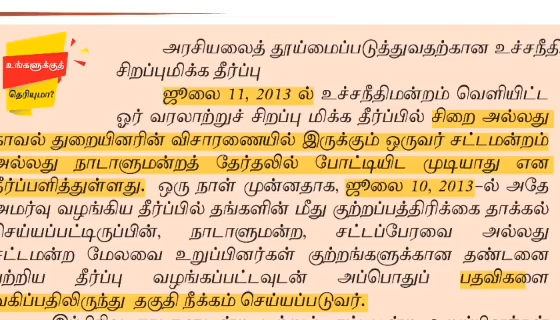 உங்களுக்குத்
தெரியுமா?
அரசியலைத் தூய்மைப்படுத்துவதற்கான உச்சநீதி
சிறப்புமிக்க தீர்ப்பு
ஜூலை 11, 2013 ல் உச்சநீதிமன்றம் வெளியிட்ட
ஓர் வரலாற்றுச் சிறப்பு மிக்க தீர்ப்பில் சிறை அல்லது
காவல் துறையினரின் விசாரணையில் இருக்கும் ஒருவர் சட்டமன்றம்
அல்லது நாடாளுமன்றத் தேர்தலில் போட்டியிட முடியாது என
தீர்ப்பளித்துள்ளது. ஒரு நாள் முன்னதாக, ஜூலை 10, 2013–ல் அதே
அமர்வு வழங்கிய தீர்ப்பில் தங்களின் மீது குற்றப்பத்திரிக்கை தாக்கல்
செய்யப்பட்டிருப்பின், நாடாளுமன்ற, சட்டப்பேரவை அல்லது
சட்டமன்ற மேலவை உறுப்பினர்கள் குற்றங்களுக்கான தண்டனை
பற்றிய தீர்ப்பு வழங்கப்பட்டவுடன் அப்பொதுப் பதவிகளை
வகிப்பதிலிருந்து தகுதி நீக்கம் செய்யப்படுவர்.